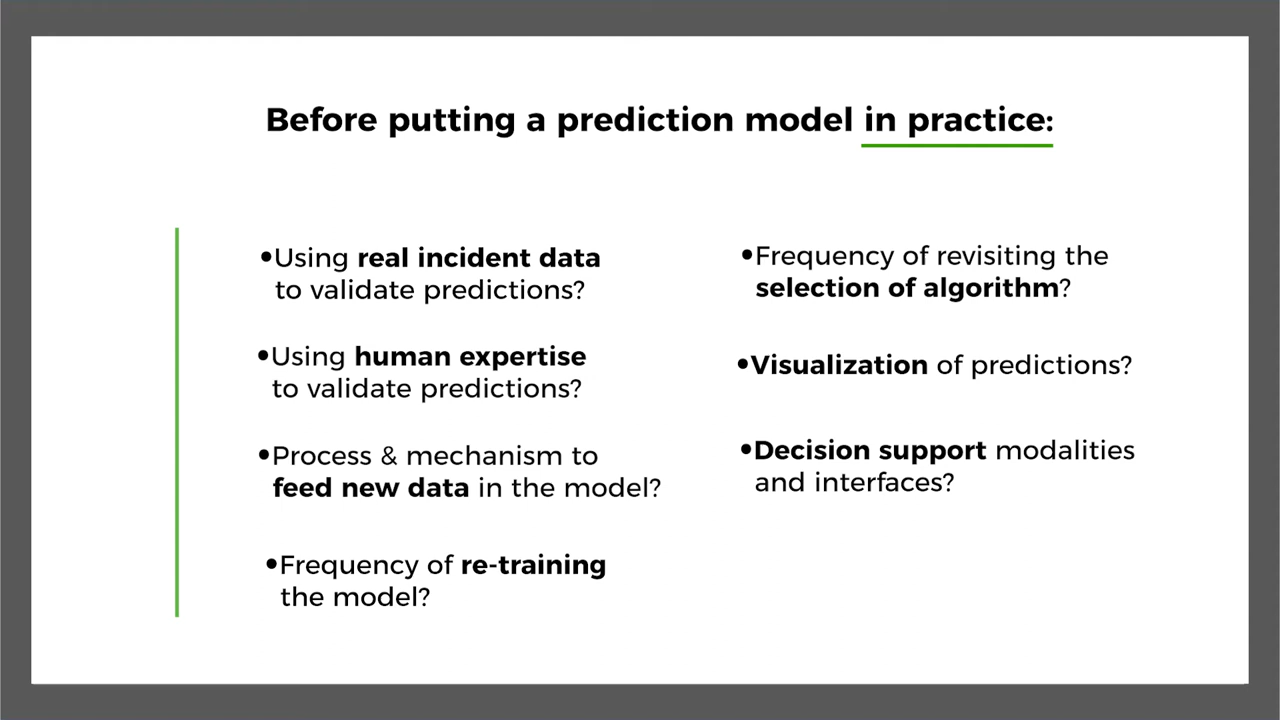 Before putting a prediction model in practice:
•Using real incident data
to validate predictions?
•Using human expertise
to validate predictions?
•Process & mechanism to
feed new data in the model?
•Frequency of re-training
the model?
•Frequency of revisiting the
selection of algorithm?
•Visualization of predictions?
•Decision support modalities
and interfaces?